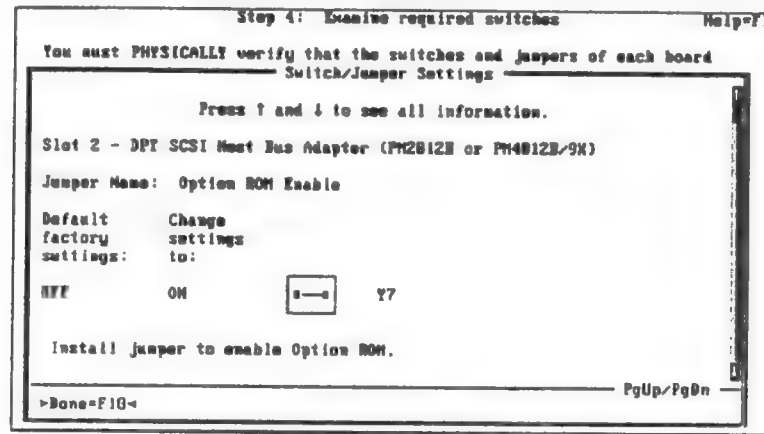 Step 4: Examine required switches Help=F1
You must PHYSICALLY verify that the switches and jumpers of each board
Switch/Jumper Settings
Press ↑ and ↓ to see all information.
Slot 2 - DPT SCSI Host Bus Adapter (PM2012B or PM4012B/9X)
Jumper Name: Option ROM Enable
Default Change
factory settings
settings: to:
OFF ON Y7
Install jumper to enable Option ROM.
PgUp/PgDn
>Done=F10<